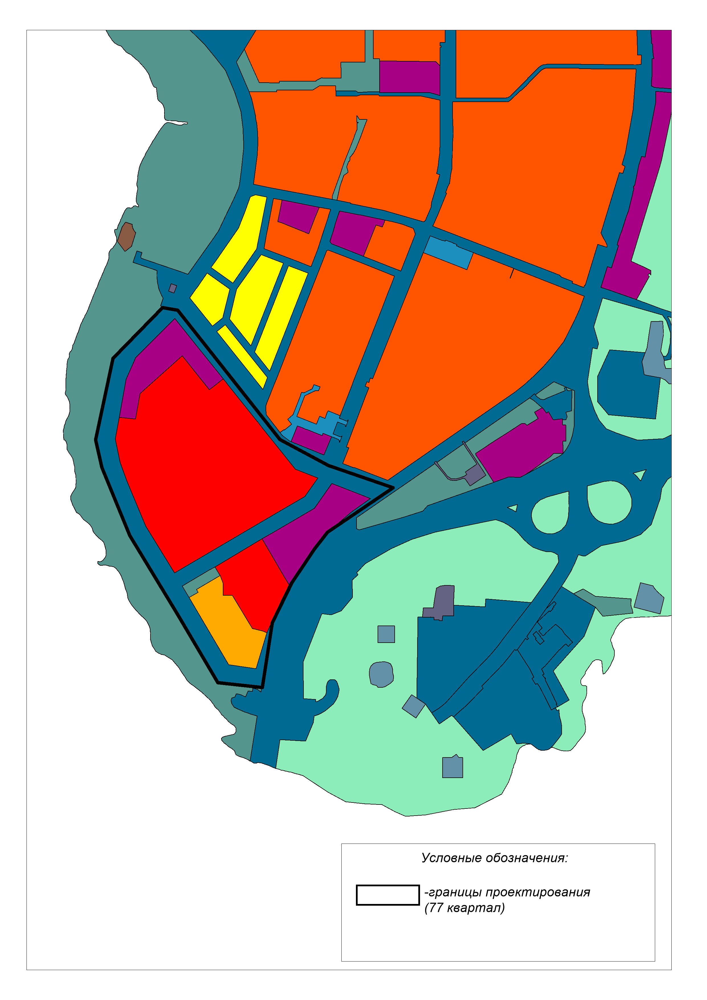 Условные обозначения:
-границы проектирования
(77 квартал)